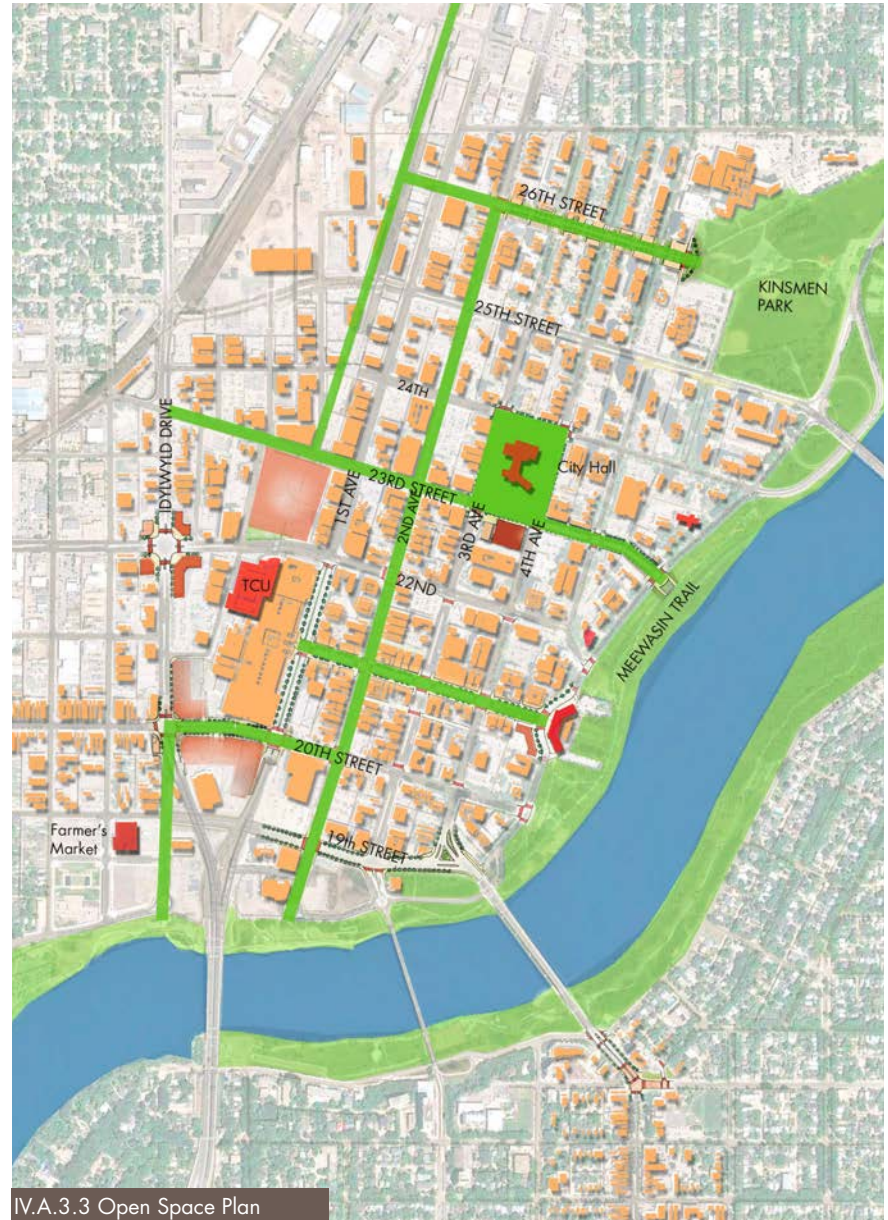 26TH STREET
KINSMEN
PARK
25TH STREET
24TH
IDYLWYLD DRIVE
City Hall
23RD STREET
1ST AVE
2ND AVE
3RD AVE
4TH AVE
22ND
TCU
MEEWASIN TRAIL
20TH STREET
Farmer's
Market
19th STREET
IV.A.3.3 Open Space Plan